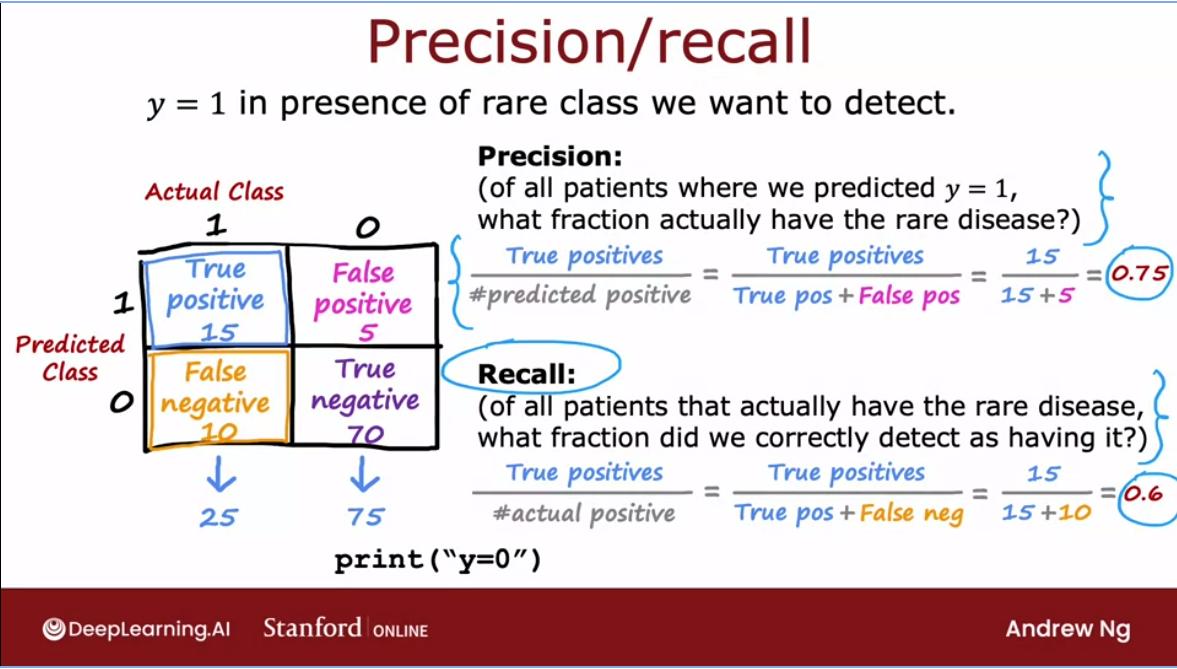 Precision/recall
y = 1 in presence of rare class we want to detect.
Actual Class
1 0
Predicted
Class
1
True
positive
15
False
positive
5
0
False
negative
10
True
negative
70
25 75
print("y=0")
Precision:
(of all patients where we predicted y = 1,
what fraction actually have the rare disease?)
True positives / #predicted positive = True positives / True pos + False pos = 15 / 15 + 5 = 0.75
Recall:
(of all patients that actually have the rare disease,
what fraction did we correctly detect as having it?)
True positives / #actual positive = True positives / True pos + False neg = 15 / 15 + 10 = 0.6
DeepLearning.AI Stanford ONLINE Andrew Ng